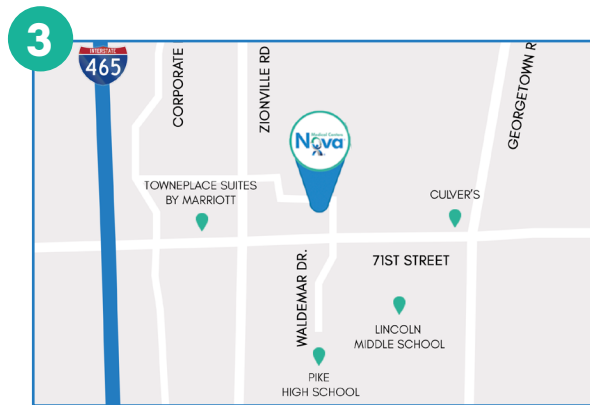 3
INTERSTATE
465
CORPORATE
ZIONVILLE RD
GEORGETOWN R
Medical Centers
Nova
TOWNEPLACE SUITES
BY MARRIOTT
CULVER'S
71ST STREET
WALDEMAR DR.
LINCOLN
MIDDLE SCHOOL
PIKE
HIGH SCHOOL